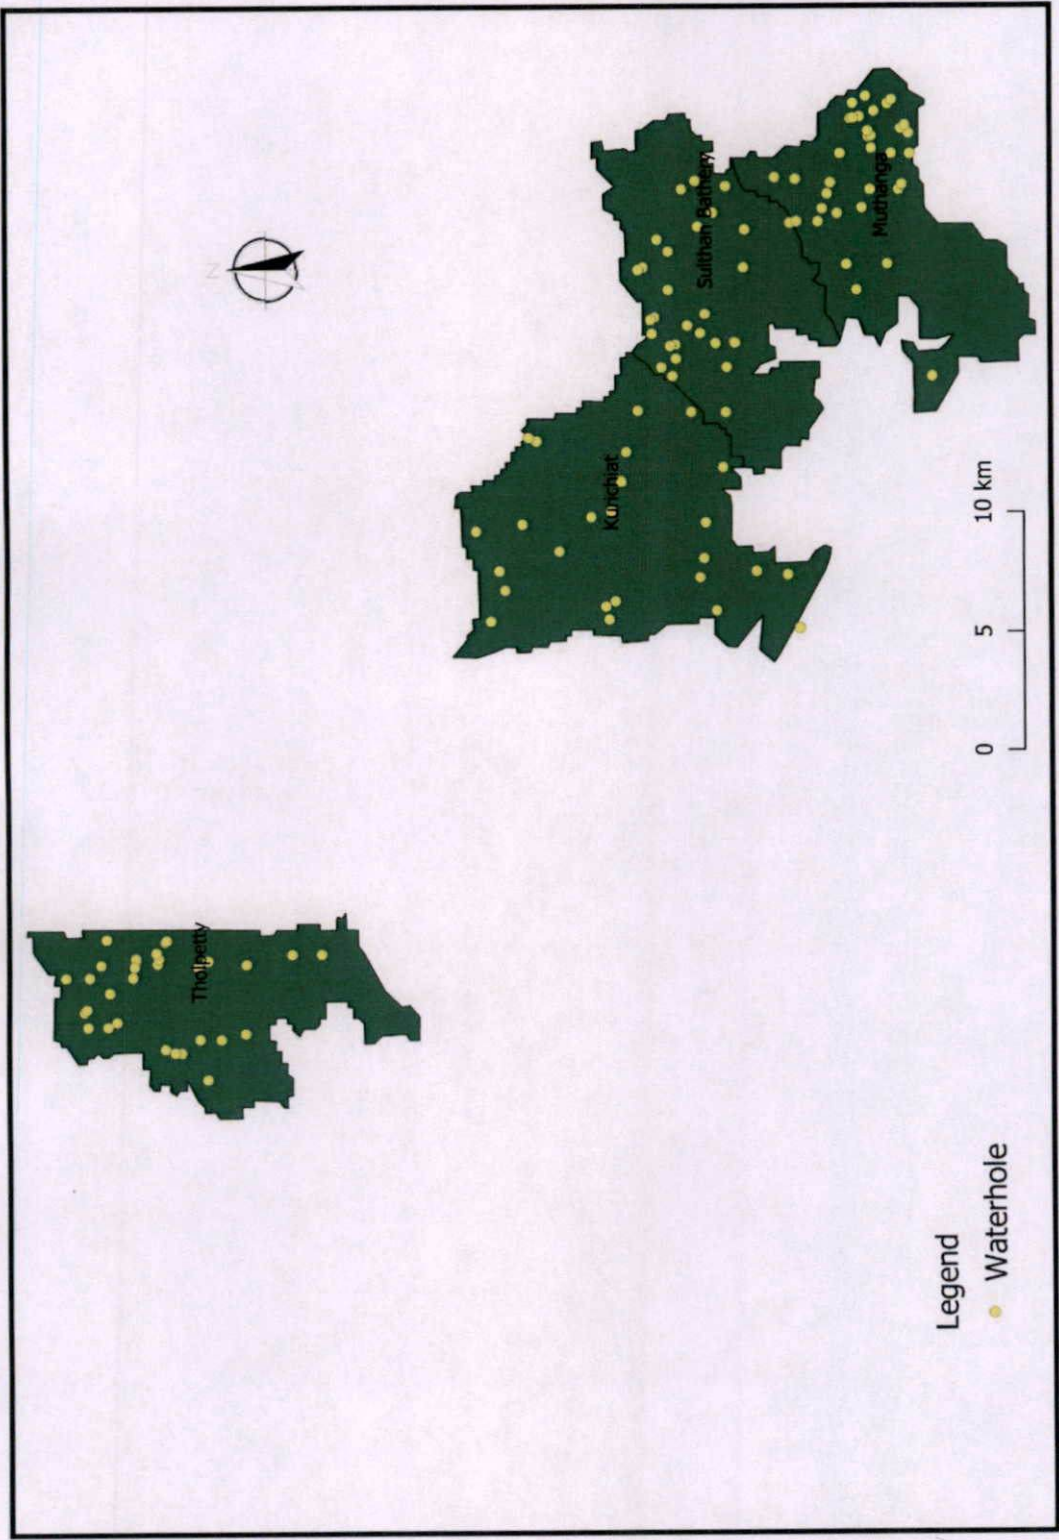 N
Tholpetty
Kurichiat
Sulthan Bathery
Muthanga
Legend
Waterhole
0 5 10 km